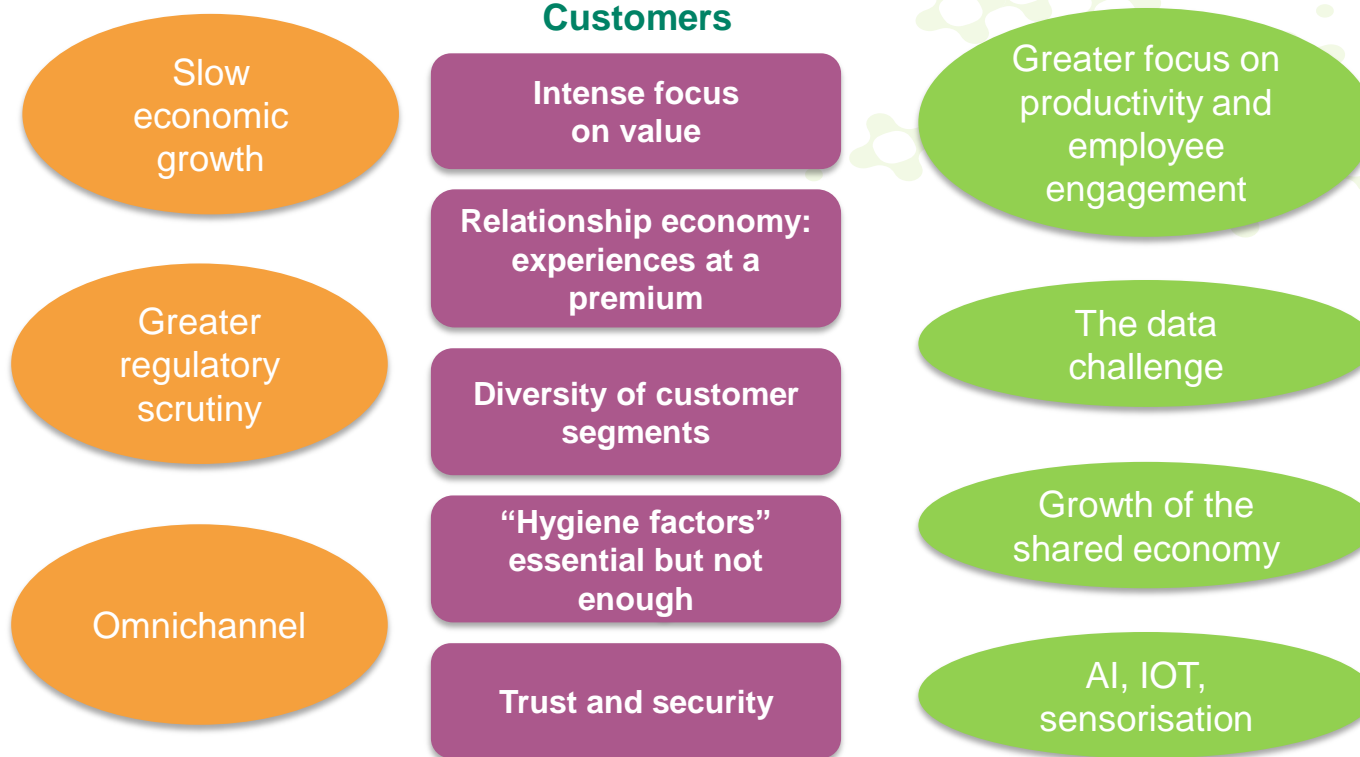 Customers
Slow
economic
growth
Greater
regulatory
scrutiny
Omnichannel
Intense focus
on value
Relationship economy:
experiences at a
premium
Diversity of customer
segments
“Hygiene factors”
essential but not
enough
Trust and security
Greater focus on
productivity and
employee
engagement
The data
challenge
Growth of the
shared economy
AI, IOT,
sensorisation